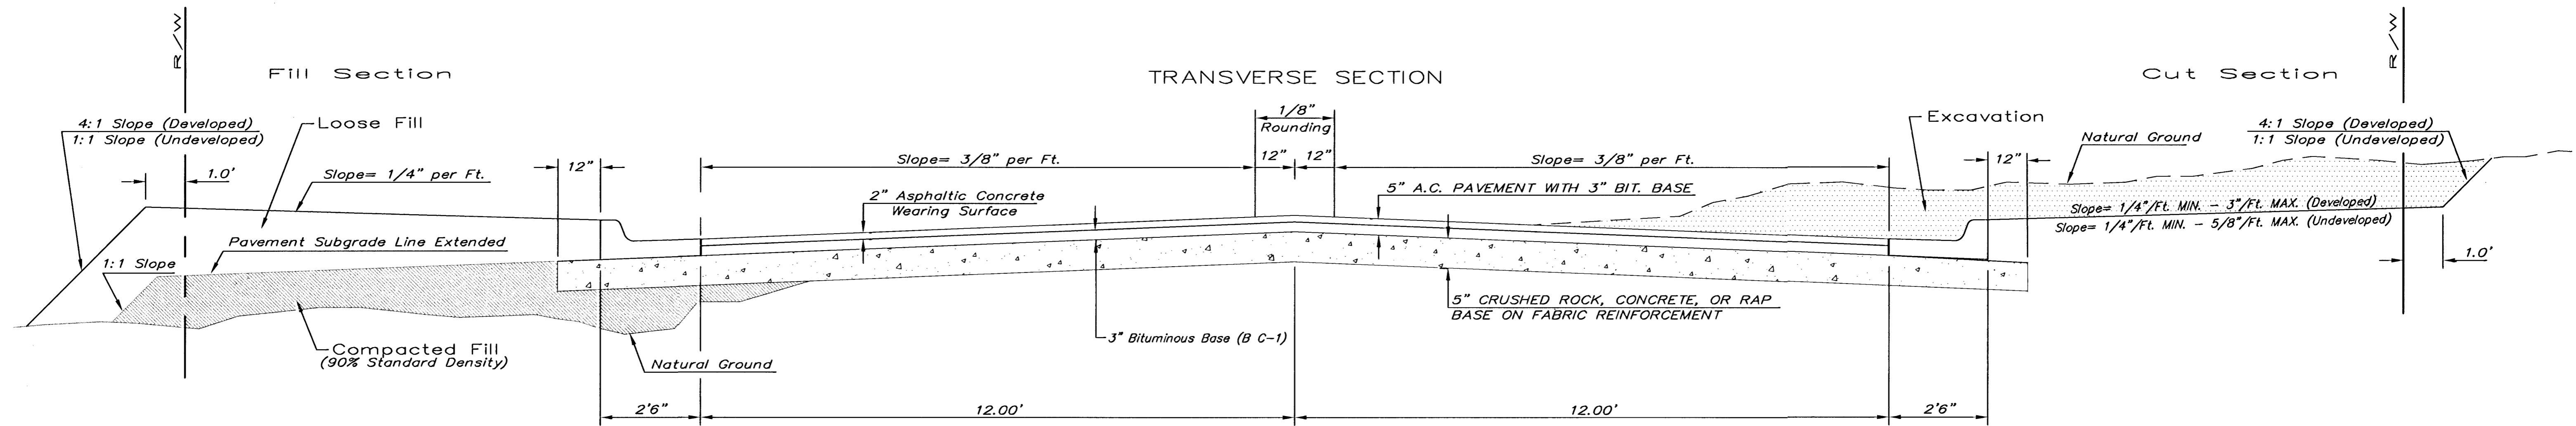 R/W
Fill Section
TRANSVERSE SECTION
Cut Section
R/W
4:1 Slope (Developed)
1:1 Slope (Undeveloped)
Loose Fill
1/8"
Rounding
Excavation
Natural Ground
4:1 Slope (Developed)
1:1 Slope (Undeveloped)
1.0'
Slope= 1/4" per Ft.
12"
Slope= 3/8" per Ft.
12"
12"
Slope= 3/8" per Ft.
12"
2" Asphaltic Concrete
Wearing Surface
5" A.C. PAVEMENT WITH 3" BIT. BASE
Slope= 1/4"/Ft. MIN. - 3"/Ft. MAX. (Developed)
Slope= 1/4"/Ft. MIN. - 5/8"/Ft. MAX. (Undeveloped)
Pavement Subgrade Line Extended
1:1 Slope
1.0'
5" CRUSHED ROCK, CONCRETE, OR RAP
BASE ON FABRIC REINFORCEMENT
3" Bituminous Base (B C-1)
Compacted Fill
(90% Standard Density)
Natural Ground
2'6"
12.00'
12.00'
2'6"